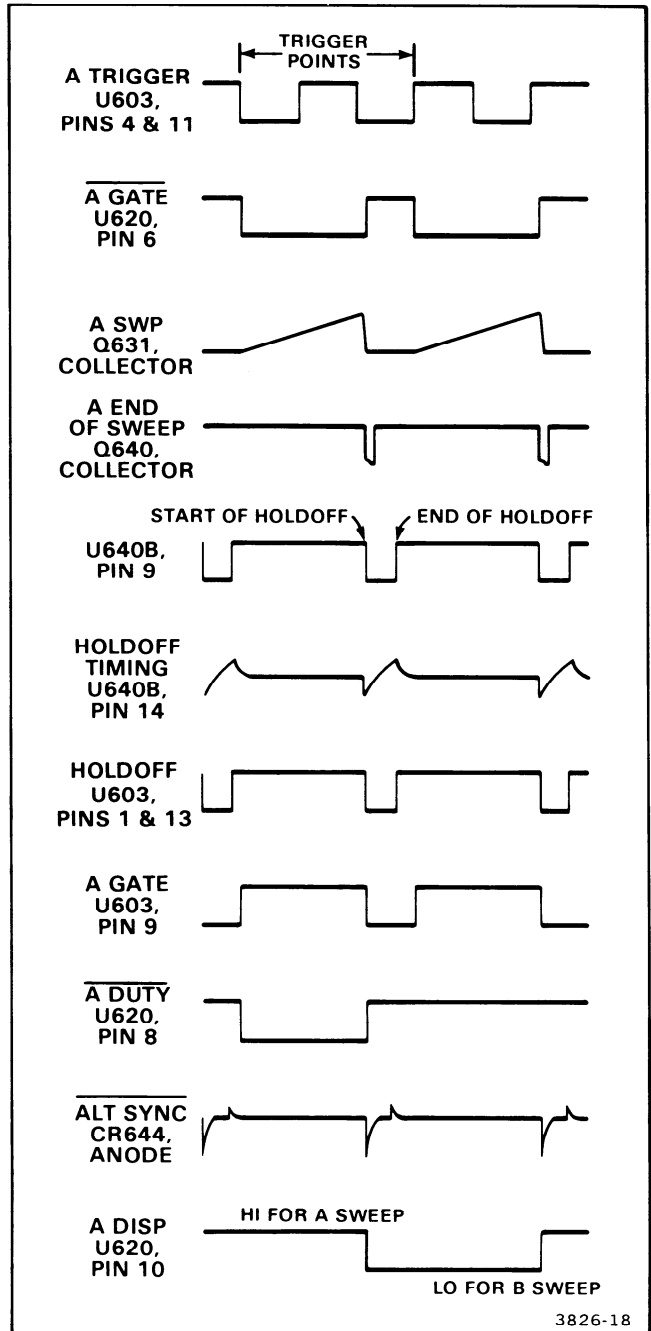 TRIGGER
POINTS
A TRIGGER
U603,
PINS 4 & 11
A GATE
U620,
PIN 6
A SWP
Q631,
COLLECTOR
A END
OF SWEEP
Q640,
COLLECTOR
START OF HOLDOFF
END OF HOLDOFF
U640B,
PIN 9
HOLDOFF
TIMING
U640B,
PIN 14
HOLDOFF
U603,
PINS 1 & 13
A GATE
U603,
PIN 9
A DUTY
U620,
PIN 8
ALT SYNC
CR644,
ANODE
HI FOR A SWEEP
A DISP
U620,
PIN 10
LO FOR B SWEEP
3826-18